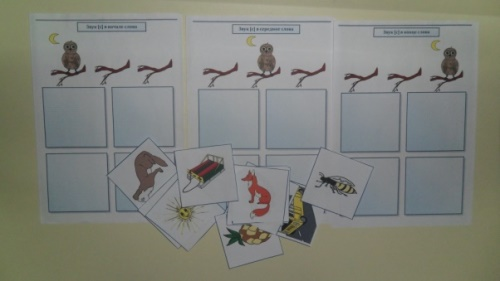 Звук [с] в начале слова
Звук [с] в середине слова
Звук [с] в конце слова